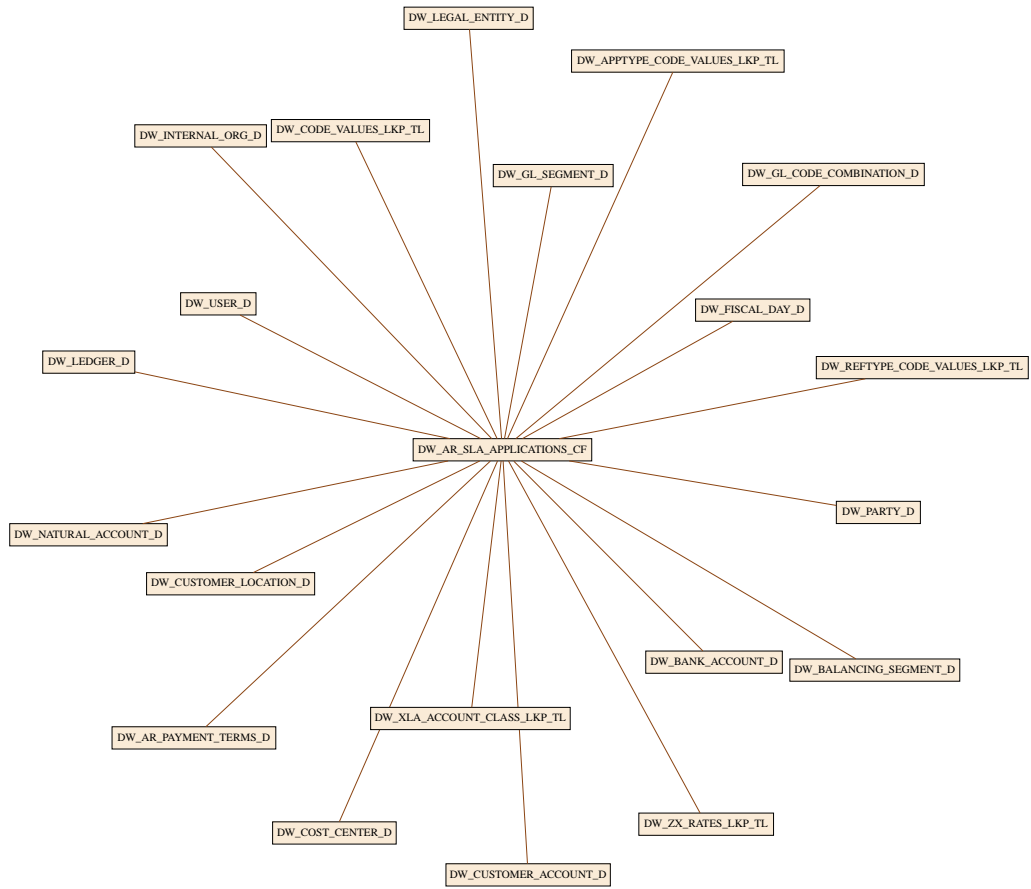 DW_LEGAL_ENTITY_D
DW_APPTYPE_CODE_VALUES_LKP_TL
DW_CODE_VALUES_LKP_TL
DW_INTERNAL_ORG_D
DW_GL_SEGMENT_D
DW_GL_CODE_COMBINATION_D
DW_USER_D
DW_FISCAL_DAY_D
DW_LEDGER_D
DW_REFTYPE_CODE_VALUES_LKP_TL
DW_AR_SLA_APPLICATIONS_CF
DW_PARTY_D
DW_NATURAL_ACCOUNT_D
DW_CUSTOMER_LOCATION_D
DW_BANK_ACCOUNT_D
DW_BALANCING_SEGMENT_D
DW_XLA_ACCOUNT_CLASS_LKP_TL
DW_AR_PAYMENT_TERMS_D
DW_ZX_RATES_LKP_TL
DW_COST_CENTER_D
DW_CUSTOMER_ACCOUNT_D